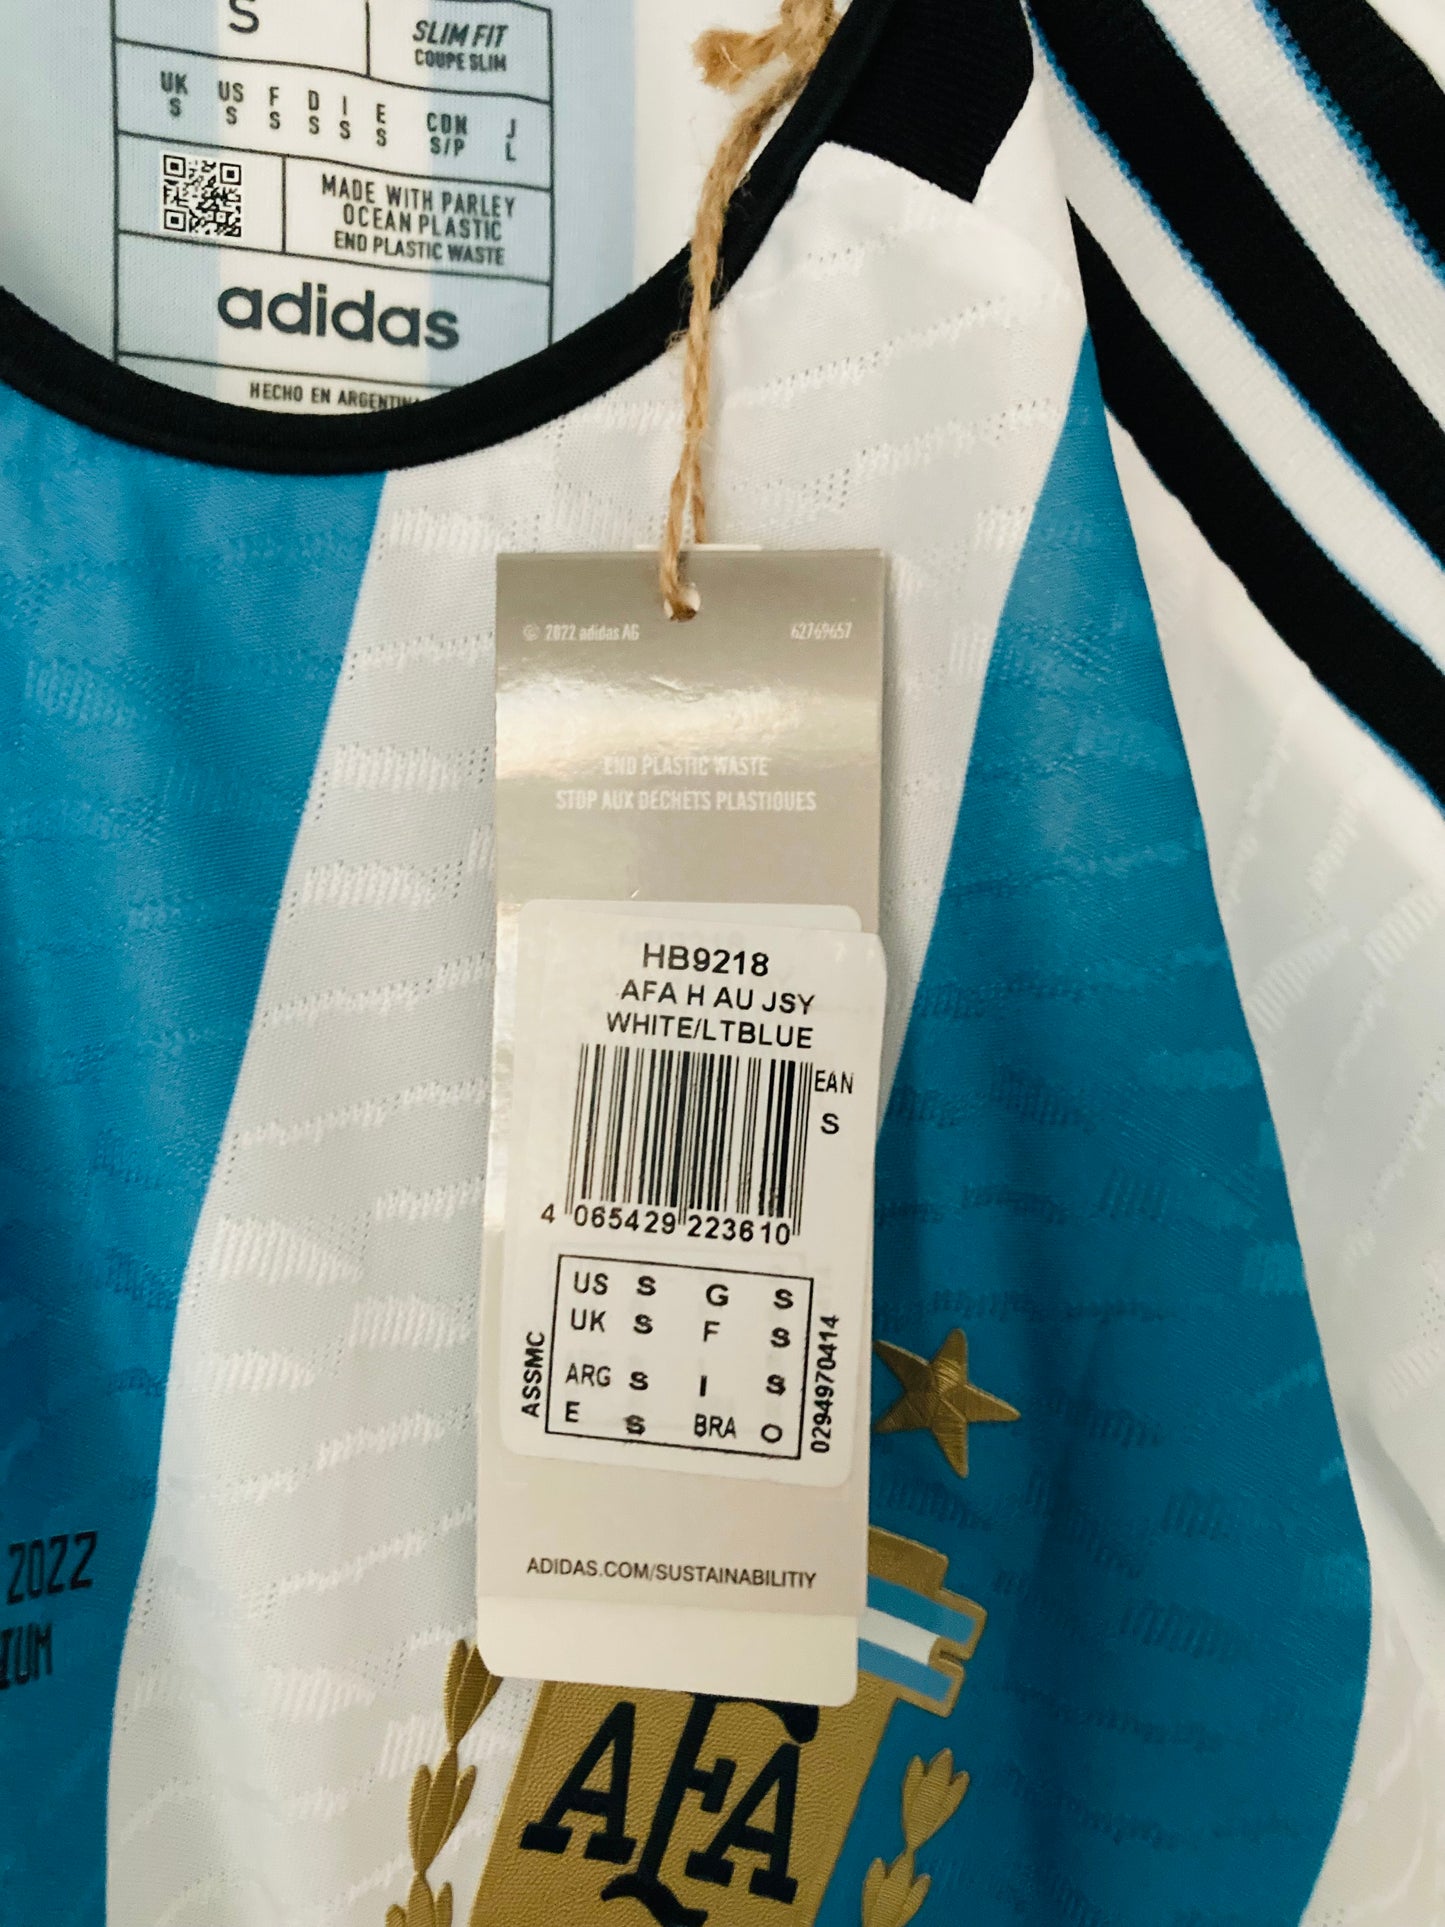 S
SLIM FIT
COUPE SLIM
UK US F D I E CDN J
S S S S S S S/P L
MADE WITH PARLEY
OCEAN PLASTIC
END PLASTIC WASTE
adidas
HECHO EN ARGENTINA
© 2022 adidas AG 62769657
END PLASTIC WASTE
STOP AUX DECHETS PLASTIQUES
HB9218
AFA H AU JSY
WHITE/LTBLUE
EAN
S
4 065429 223610
US S G S
UK S F S
ARG S I S
E S BRA O
ASSMC
0294970414
ADIDAS.COM/SUSTAINABILITIY
2022
IUM
AFA